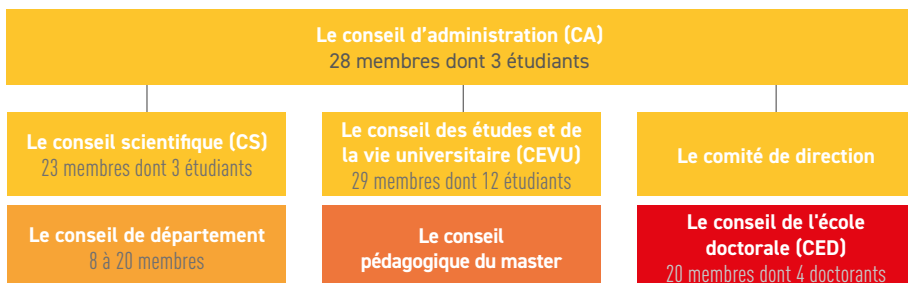 Le conseil d’administration (CA)
28 membres dont 3 étudiants
Le conseil scientifique (CS)
23 membres dont 3 étudiants
Le conseil des études et de
la vie universitaire (CEVU)
29 membres dont 12 étudiants
Le comité de direction
Le conseil de département
8 à 20 membres
Le conseil
pédagogique du master
Le conseil de l'école
doctorale (CED)
20 membres dont 4 doctorants